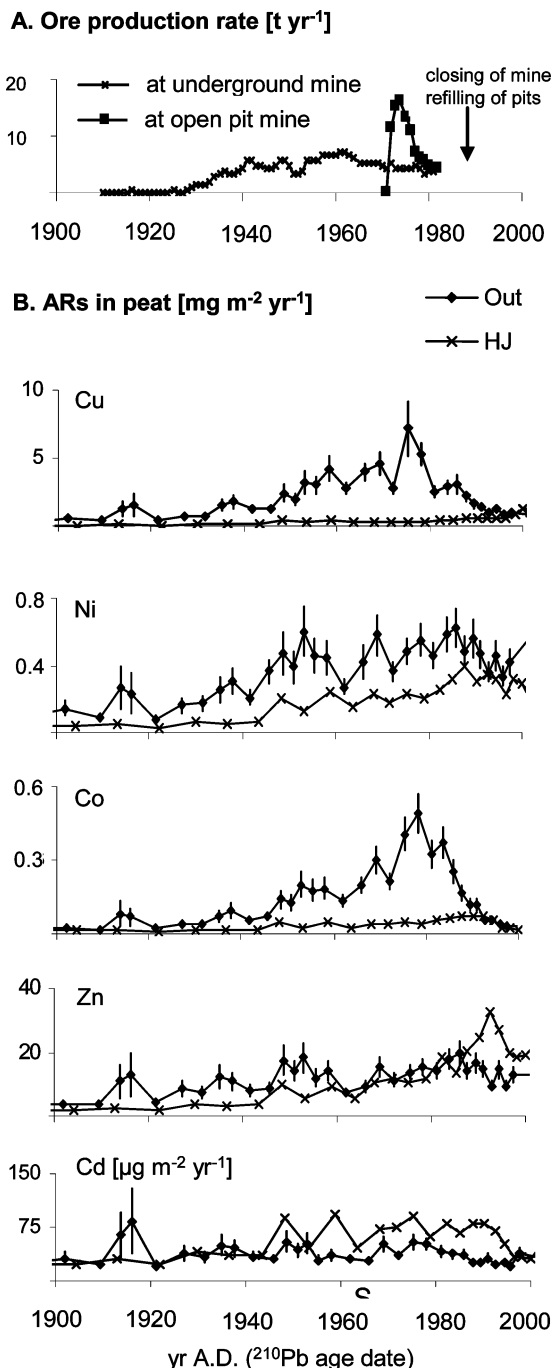 A. Ore production rate [t yr⁻¹]
20
10
at underground mine
at open pit mine
closing of mine
refilling of pits
1900 1920 1940 1960 1980 2000
B. ARs in peat [mg m⁻² yr⁻¹]
Out
HJ
10
5
Cu
0.8
0.4
Ni
0.6
0.3
Co
40
20
Zn
150
75
Cd [µg m⁻² yr⁻¹]
1900 1920 1940 1960 1980 2000
yr A.D. (²¹⁰Pb age date)